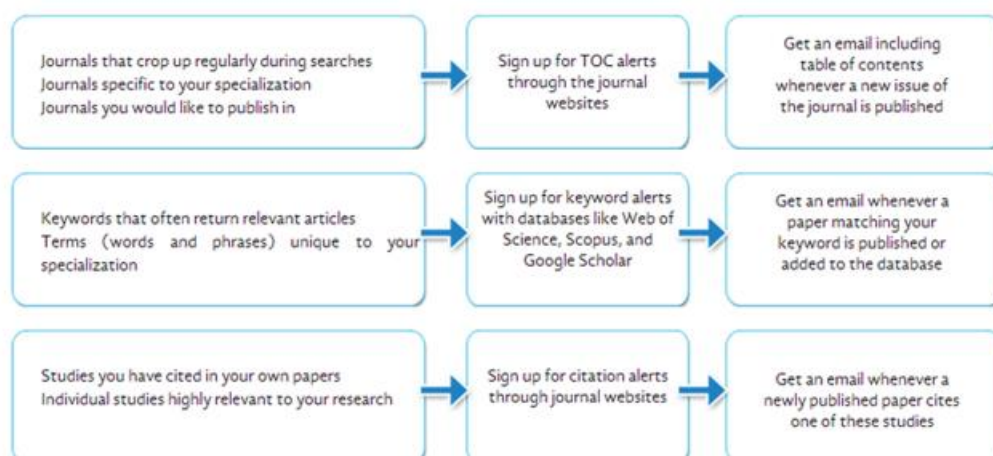 Journals that crop up regularly during searches
Journals specific to your specialization
Journals you would like to publish in
Sign up for TOC alerts
through the journal
websites
Get an email including
table of contents
whenever a new issue of
the journal is published
Keywords that often return relevant articles
Terms (words and phrases) unique to your
specialization
Sign up for keyword alerts
with databases like Web of
Science, Scopus, and
Google Scholar
Get an email whenever a
paper matching your
keyword is published or
added to the database
Studies you have cited in your own papers
Individual studies highly relevant to your research
Sign up for citation alerts
through journal websites
Get an email whenever a
newly published paper cites
one of these studies